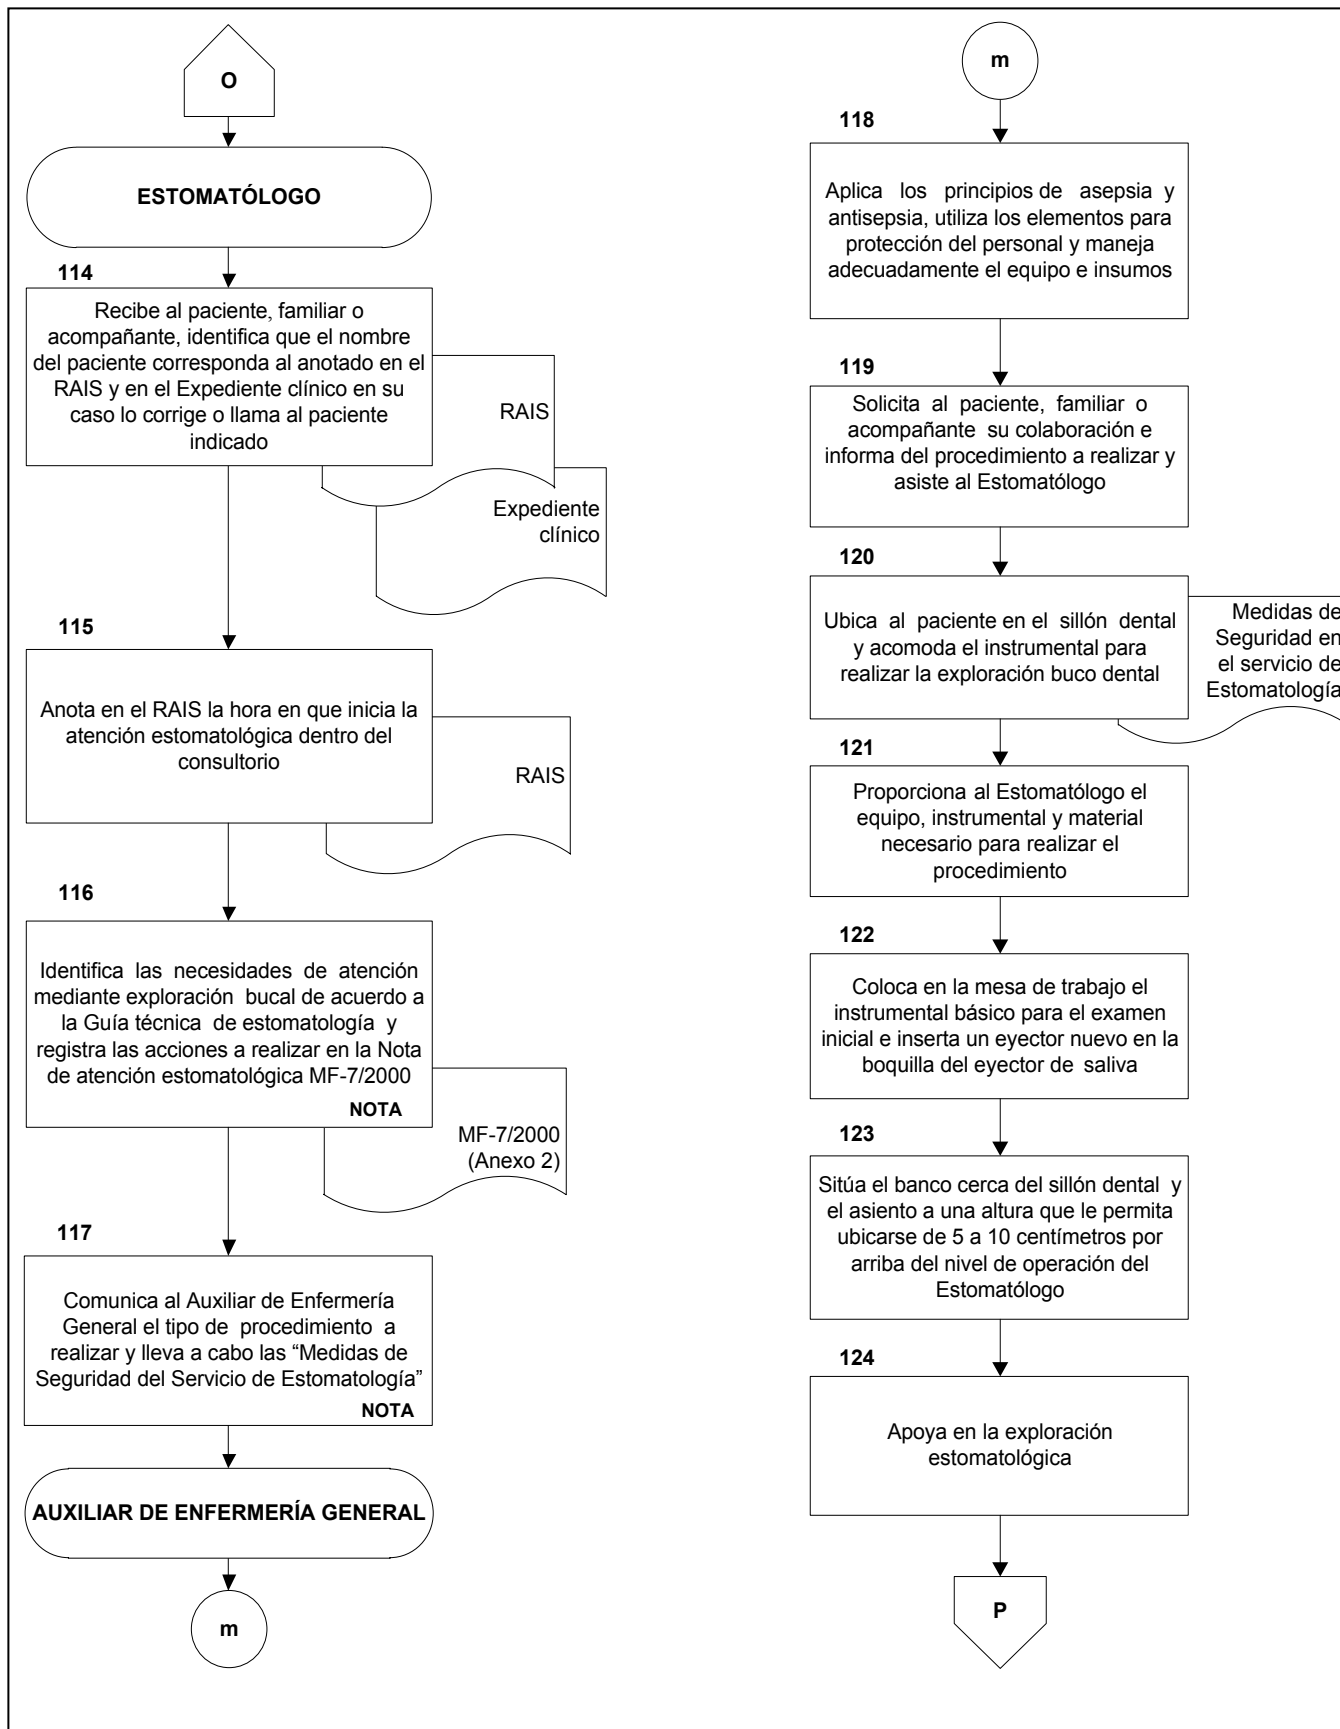 O
ESTOMATÓLOGO
114
Recibe al paciente, familiar o
acompañante, identifica que el nombre
del paciente corresponda al anotado en el
RAIS y en el Expediente clínico en su
caso lo corrige o llama al paciente
indicado
RAIS
Expediente
clínico
115
Anota en el RAIS la hora en que inicia la
atención estomatológica dentro del
consultorio
RAIS
116
Identifica las necesidades de atención
mediante exploración bucal de acuerdo a
la Guía técnica de estomatología y
registra las acciones a realizar en la Nota
de atención estomatológica MF-7/2000
NOTA
MF-7/2000
(Anexo 2)
117
Comunica al Auxiliar de Enfermería
General el tipo de procedimiento a
realizar y lleva a cabo las “Medidas de
Seguridad del Servicio de Estomatología”
NOTA
AUXILIAR DE ENFERMERÍA GENERAL
m
m
118
Aplica los principios de asepsia y
antisepsia, utiliza los elementos para
protección del personal y maneja
adecuadamente el equipo e insumos
119
Solicita al paciente, familiar o
acompañante su colaboración e
informa del procedimiento a realizar y
asiste al Estomatólogo
120
Ubica al paciente en el sillón dental
y acomoda el instrumental para
realizar la exploración buco dental
Medidas de
Seguridad en
el servicio de
Estomatología
121
Proporciona al Estomatólogo el
equipo, instrumental y material
necesario para realizar el
procedimiento
122
Coloca en la mesa de trabajo el
instrumental básico para el examen
inicial e inserta un eyector nuevo en la
boquilla del eyector de saliva
123
Sitúa el banco cerca del sillón dental y
el asiento a una altura que le permita
ubicarse de 5 a 10 centímetros por
arriba del nivel de operación del
Estomatólogo
124
Apoya en la exploración
estomatológica
P